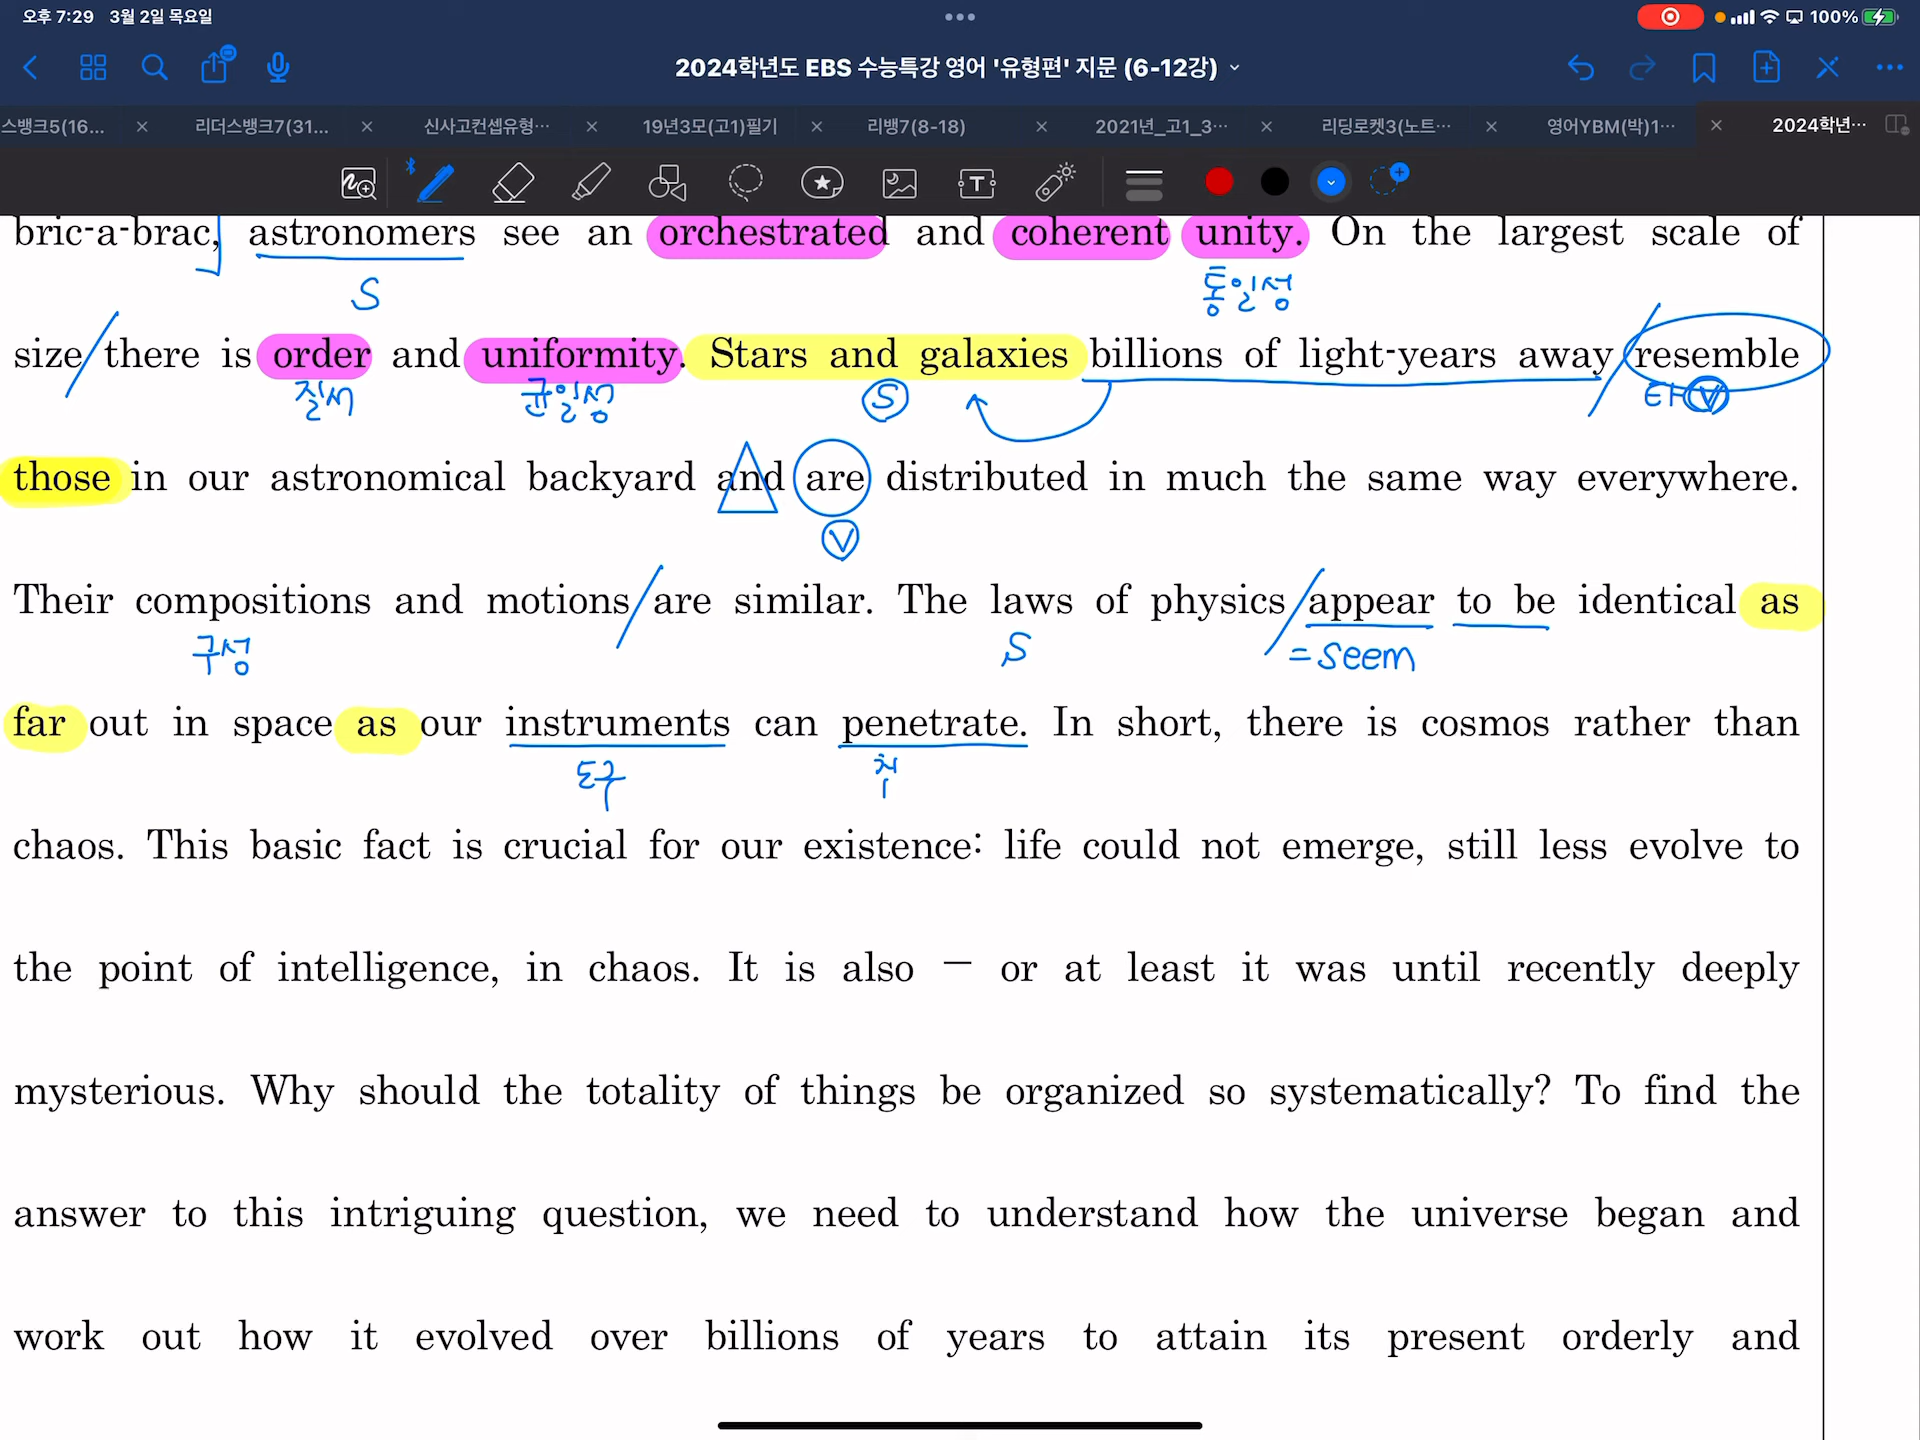 오후 7:29 3월 2일 목요일
100%
2024학년도 EBS 수능특강 영어 '유형편' 지문 (6-12강)
스뱅크5(16... 리더스뱅크7(31... 신사고컨셉유형... 19년3모(고1)필기 리뱅7(8-18) 2021년_고1_3... 리딩로켓3(노트... 영어YBM(박)1... 2024학년...
bric-a-brac, astronomers see an orchestrated and coherent unity. On the largest scale of
S 통일성
size/there is order and uniformity. Stars and galaxies billions of light-years away/resemble
질서 균일성 S 타V
those in our astronomical backyard and are distributed in much the same way everywhere.
V
Their compositions and motions/are similar. The laws of physics/appear to be identical as
구성 S =seem
far out in space as our instruments can penetrate. In short, there is cosmos rather than
도구
chaos. This basic fact is crucial for our existence: life could not emerge, still less evolve to
the point of intelligence, in chaos. It is also — or at least it was until recently deeply
mysterious. Why should the totality of things be organized so systematically? To find the
answer to this intriguing question, we need to understand how the universe began and
work out how it evolved over billions of years to attain its present orderly and